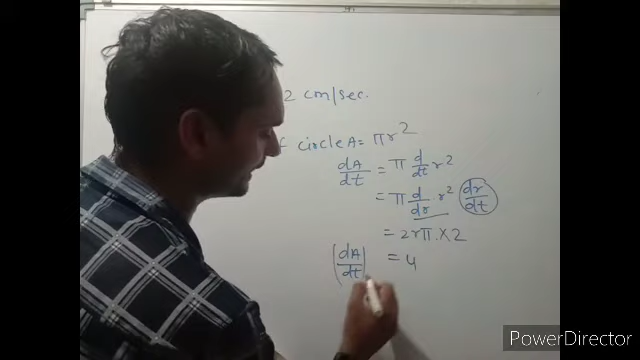 2 cm/sec.
f circle A = πr²
dA/dt = π d/dt r²
= π d/dr · r² dr/dt
= 2rπ · × 2
(dA/dt) = 4
PowerDirector